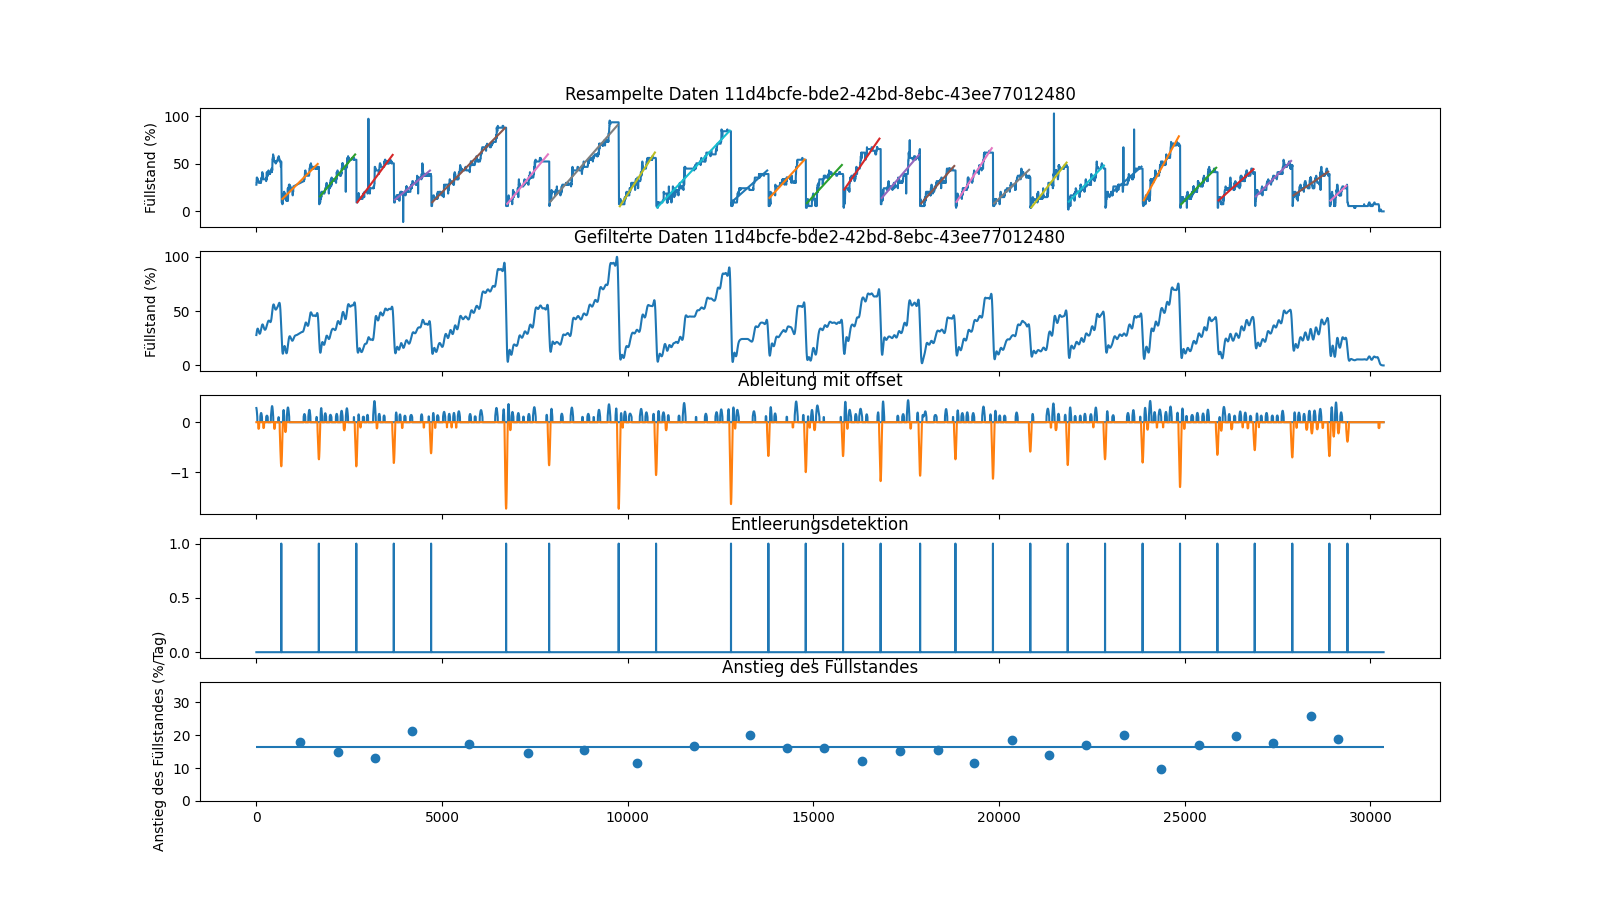 Resampelte Daten 11d4bcfe-bde2-42bd-8ebc-43ee77012480
Füllstand (%)
100
50
0
Gefilterte Daten 11d4bcfe-bde2-42bd-8ebc-43ee77012480
Füllstand (%)
100
50
0
Ableitung mit offset
0
−1
Entleerungsdetektion
1.0
0.5
0.0
Anstieg des Füllstandes
Anstieg des Füllstandes (%/Tag)
30
20
10
0
0 5000 10000 15000 20000 25000 30000